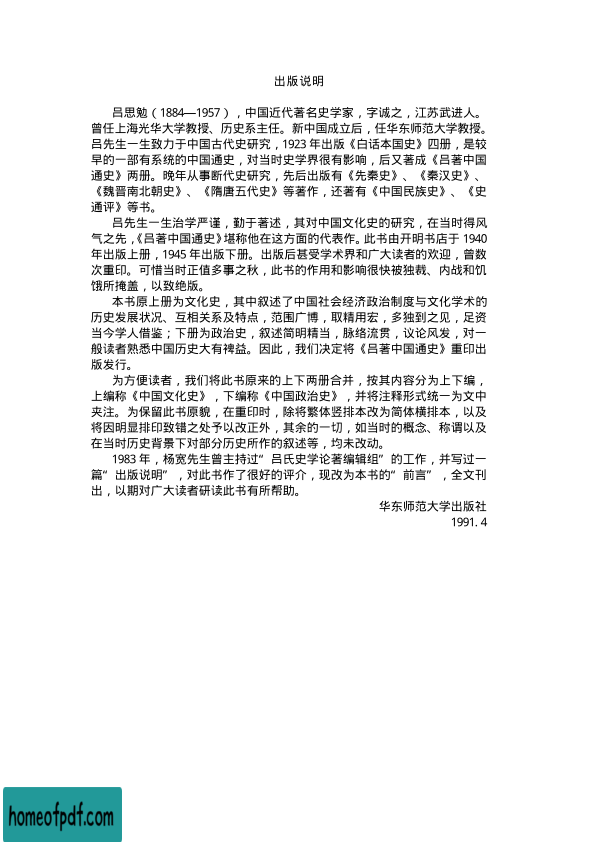 出版说明
吕思勉（1884—1957），中国近代著名史学家，字诚之，江苏武进人。
曾任上海光华大学教授、历史系主任。新中国成立后，任华东师范大学教授。
吕先生一生致力于中国古代史研究，1923年出版《白话本国史》四册，是较
早的一部有系统的中国通史，对当时史学界很有影响，后又著成《吕著中国
通史》两册。晚年从事断代史研究，先后出版有《先秦史》、《秦汉史》、
《魏晋南北朝史》、《隋唐五代史》等著作，还著有《中国民族史》、《史
通评》等书。
吕先生一生治学严谨，勤于著述，其对中国文化史的研究，在当时得风
气之先，《吕著中国通史》堪称他在这方面的代表作。此书由开明书店于 1940
年出版上册，1945年出版下册。出版后甚受学术界和广大读者的欢迎，曾数
次重印。可惜当时正值多事之秋，此书的作用和影响很快被独裁、内战和饥
饿所掩盖，以致绝版。
本书原上册为文化史，其中叙述了中国社会经济政治制度与文化学术的
历史发展状况、互相关系及特点，范围广博，取精用宏，多独到之见，足资
当今学人借鉴；下册为政治史，叙述简明精当，脉络流贯，议论风发，对一
般读者熟悉中国历史大有裨益。因此，我们决定将《吕著中国通史》重印出
版发行。
为方便读者，我们将此书原来的上下两册合并，按其内容分为上下编，
上编称《中国文化史》，下编称《中国政治史》，并将注释形式统一为文中
夹注。为保留此书原貌，在重印时，除将繁体竖排本改为简体横排本，以及
将因明显排印致错之处予以改正外，其余的一切，如当时的概念、称谓以及
在当时历史背景下对部分历史所作的叙述等，均未改动。
1983 年，杨宽先生曾主持过“吕氏史学论著编辑组”的工作，并写过一
篇“出版说明”，对此书作了很好的评介，现改为本书的“前言”，全文刊
出，以期对广大读者研读此书有所帮助。
华东师范大学出版社
1991. 4
homeofpdf.com